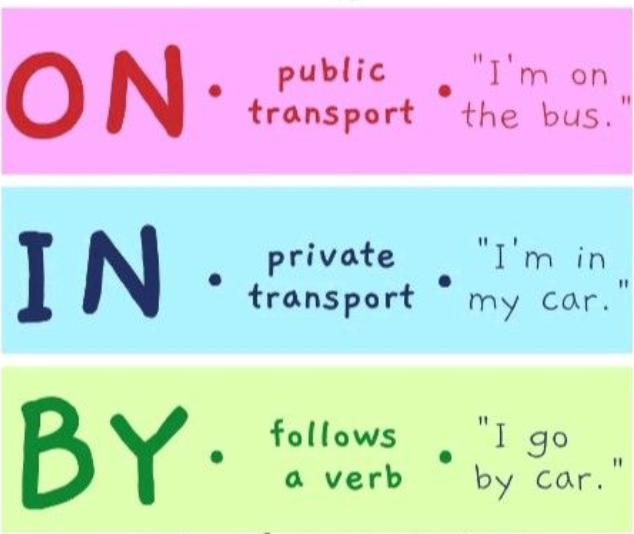 ON • public transport • "I'm on the bus."
IN • private transport • "I'm in my car."
BY • follows a verb • "I go by car."